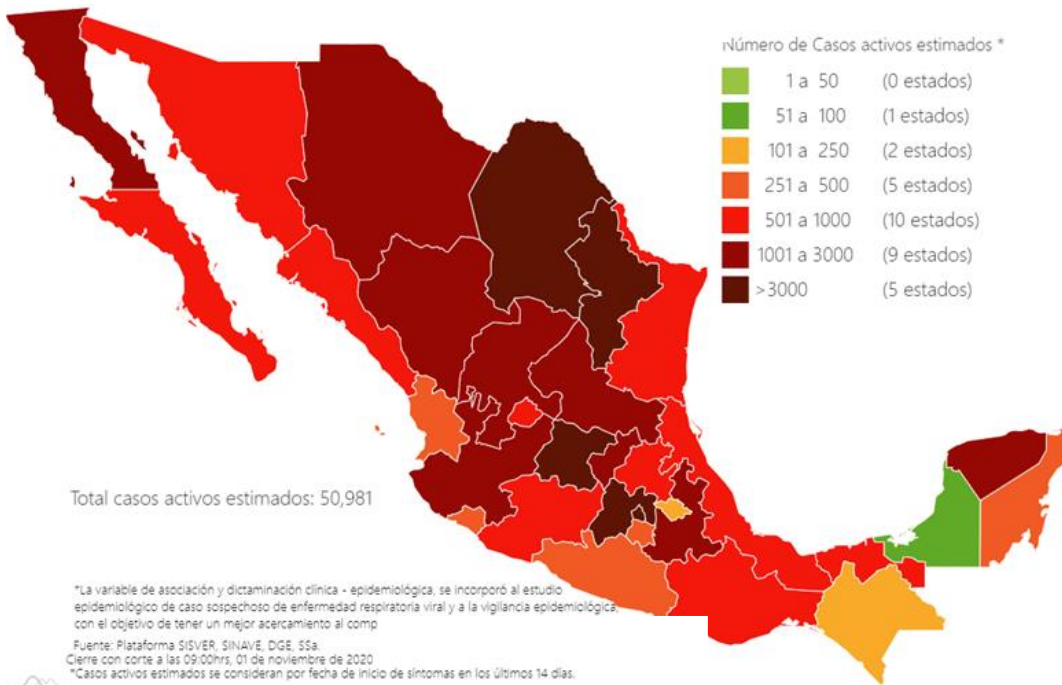 Número de Casos activos estimados *
1 a 50 (0 estados)
51 a 100 (1 estados)
101 a 250 (2 estados)
251 a 500 (5 estados)
501 a 1000 (10 estados)
1001 a 3000 (9 estados)
>3000 (5 estados)
Total casos activos estimados: 50,981
*La variable de asociación y dictaminación clínica - epidemiológica, se incorporó al estudio
epidemiológico de caso sospechoso de enfermedad respiratoria viral y a la vigilancia epidemiológica,
con el objetivo de tener un mejor acercamiento al comp
Fuente: Plataforma SISVER, SINAVE, DGE, SSa.
Cierre con corte a las 09:00hrs, 01 de noviembre de 2020
*Casos activos estimados se consideran por fecha de inicio de síntomas en los últimos 14 días.